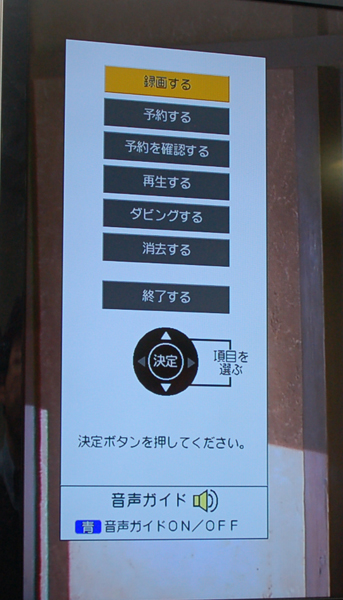 録画する
予約する
予約を確認する
再生する
ダビングする
消去する
終了する
決定
項目を
選ぶ
決定ボタンを押してください。
音声ガイド
青 音声ガイドON／OFF